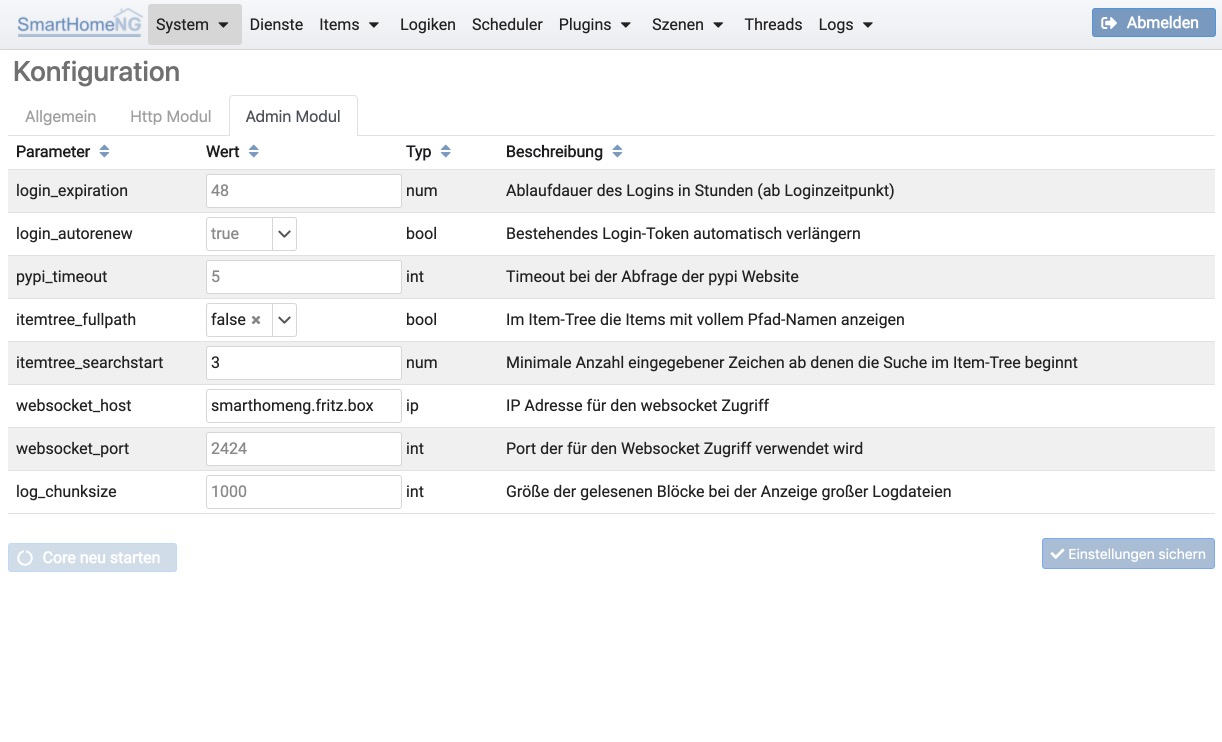 SmartHomeNG System Dienste Items Logiken Scheduler Plugins Szenen Threads Logs Abmelden
Konfiguration
Allgemein Http Modul Admin Modul
Parameter Wert Typ Beschreibung
login_expiration 48 num Ablaufdauer des Logins in Stunden (ab Loginzeitpunkt)
login_autorenew true bool Bestehendes Login-Token automatisch verlängern
pypi_timeout 5 int Timeout bei der Abfrage der pypi Website
itemtree_fullpath false bool Im Item-Tree die Items mit vollem Pfad-Namen anzeigen
itemtree_searchstart 3 num Minimale Anzahl eingegebener Zeichen ab denen die Suche im Item-Tree beginnt
websocket_host smarthomeng.fritz.box ip IP Adresse für den websocket Zugriff
websocket_port 2424 int Port der für den Websocket Zugriff verwendet wird
log_chunksize 1000 int Größe der gelesenen Blöcke bei der Anzeige großer Logdateien
Core neu starten Einstellungen sichern